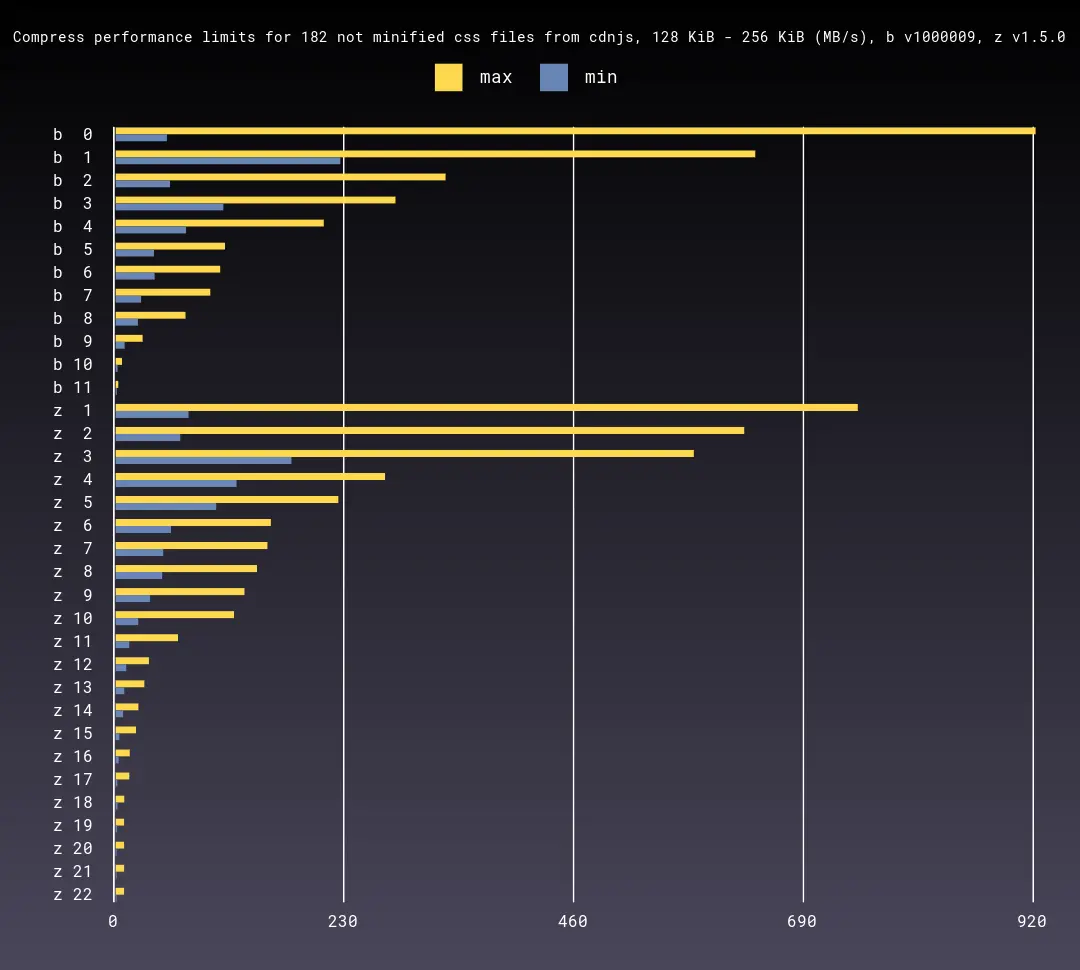 Compress performance limits for 182 not minified css files from cdnjs, 128 KiB - 256 KiB (MB/s), b v1000009, z v1.5.0
max min
b 0
b 1
b 2
b 3
b 4
b 5
b 6
b 7
b 8
b 9
b 10
b 11
z 1
z 2
z 3
z 4
z 5
z 6
z 7
z 8
z 9
z 10
z 11
z 12
z 13
z 14
z 15
z 16
z 17
z 18
z 19
z 20
z 21
z 22
0 230 460 690 920